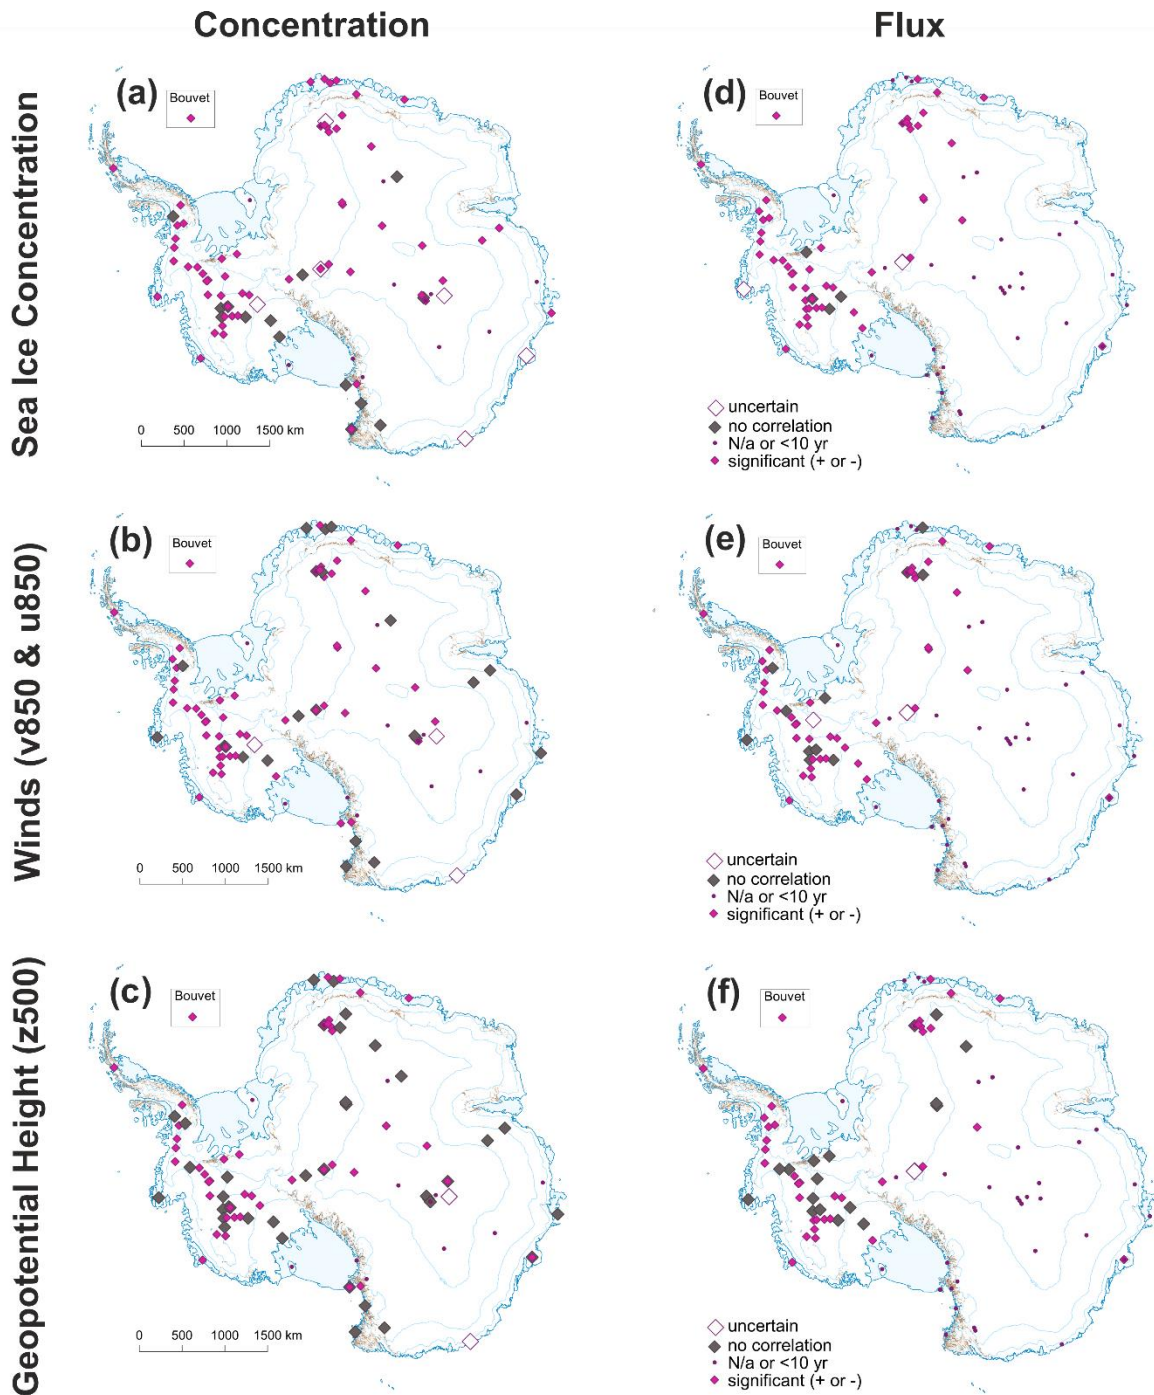 Concentration
Flux
Sea Ice Concentration
(a)
Bouvet
0 500 1000 1500 km
(d)
Bouvet
uncertain
no correlation
N/a or <10 yr
significant (+ or -)
Winds (v850 & u850)
(b)
Bouvet
0 500 1000 1500 km
(e)
Bouvet
uncertain
no correlation
N/a or <10 yr
significant (+ or -)
Geopotential Height (z500)
(c)
Bouvet
0 500 1000 1500 km
(f)
Bouvet
uncertain
no correlation
N/a or <10 yr
significant (+ or -)